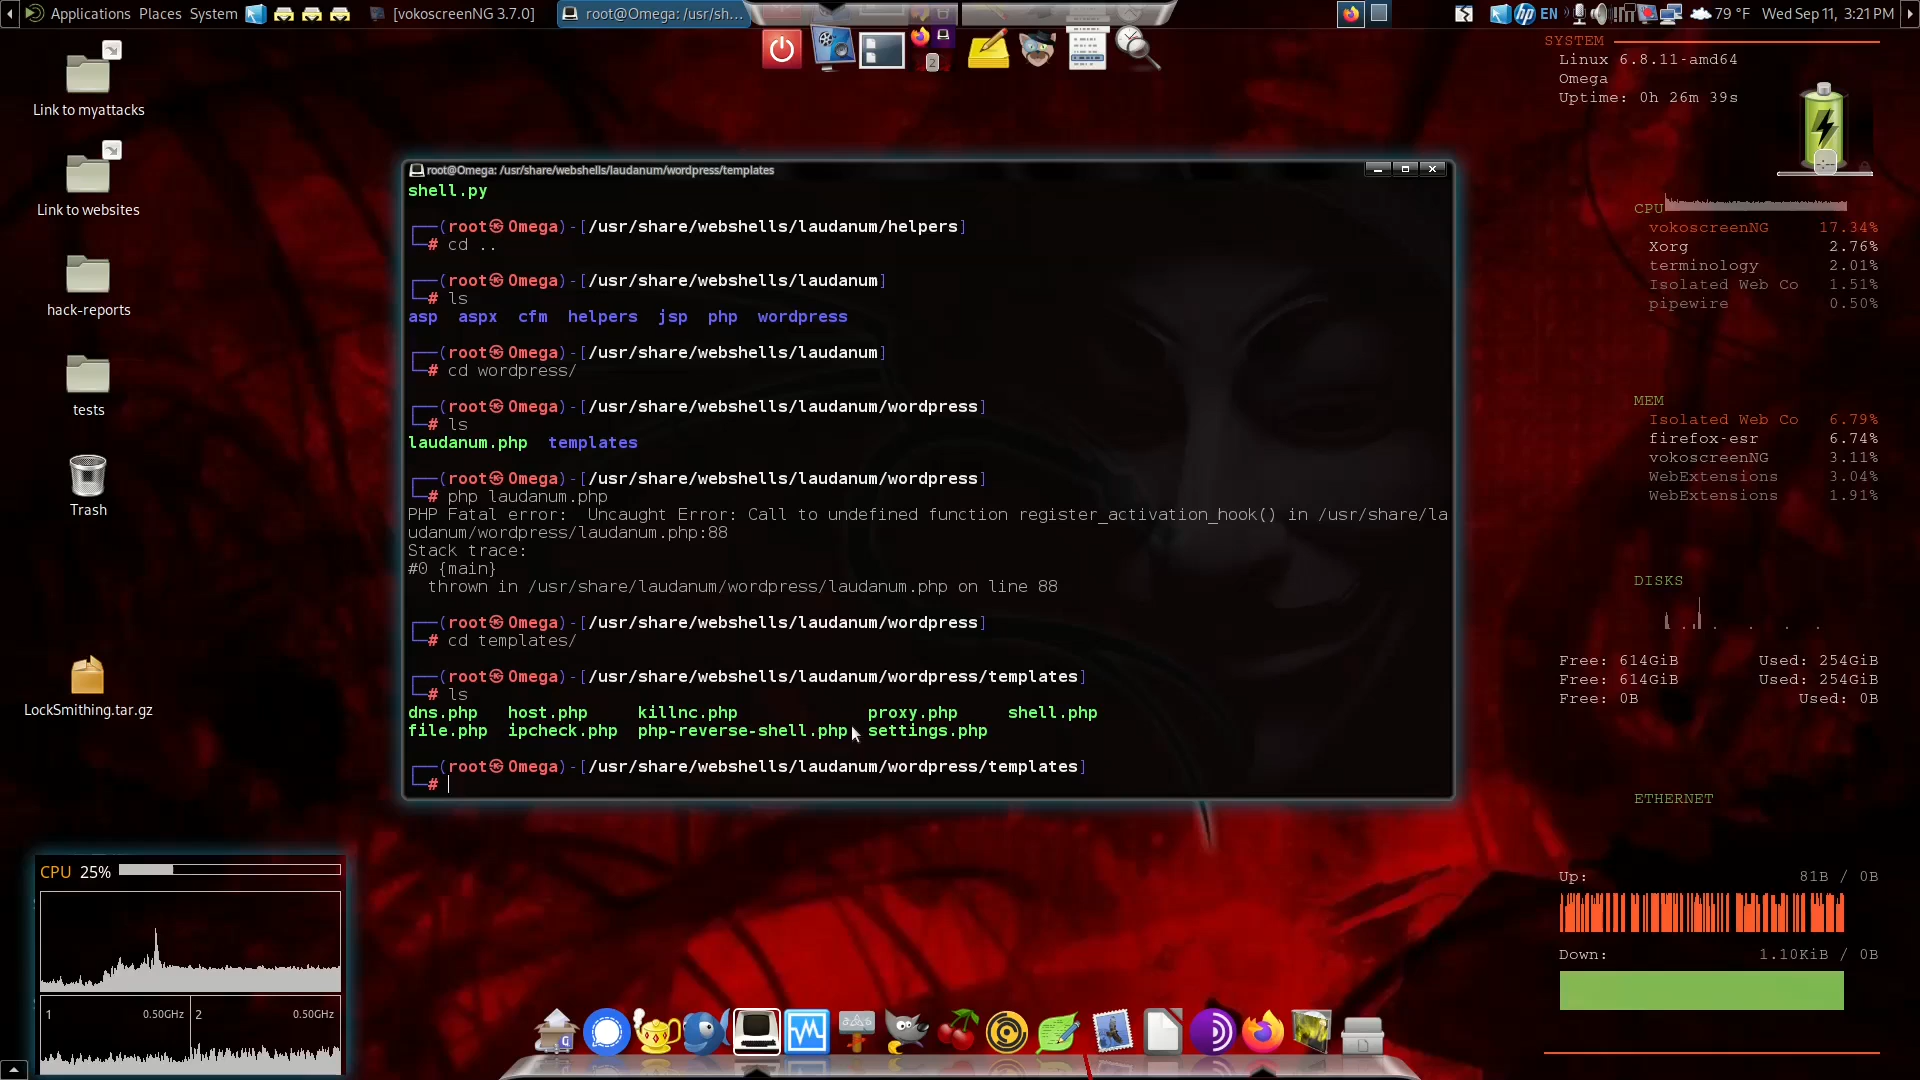 Applications Places System [vokoscreenNG 3.7.0] root@Omega: /usr/sh... EN 79 °F Wed Sep 11, 3:21 PM
2
Link to myattacks
Link to websites
hack-reports
tests
Trash
LockSmithing.tar.gz
root@Omega: /usr/share/webshells/laudanum/wordpress/templates
shell.py
┌──(root㉿Omega)-[/usr/share/webshells/laudanum/helpers]
└─# cd ..
┌──(root㉿Omega)-[/usr/share/webshells/laudanum]
└─# ls
asp  aspx  cfm  helpers  jsp  php  wordpress
┌──(root㉿Omega)-[/usr/share/webshells/laudanum]
└─# cd wordpress/
┌──(root㉿Omega)-[/usr/share/webshells/laudanum/wordpress]
└─# ls
laudanum.php  templates
┌──(root㉿Omega)-[/usr/share/webshells/laudanum/wordpress]
└─# php laudanum.php
PHP Fatal error:  Uncaught Error: Call to undefined function register_activation_hook() in /usr/share/la
udanum/wordpress/laudanum.php:88
Stack trace:
#0 {main}
  thrown in /usr/share/laudanum/wordpress/laudanum.php on line 88
┌──(root㉿Omega)-[/usr/share/webshells/laudanum/wordpress]
└─# cd templates/
┌──(root㉿Omega)-[/usr/share/webshells/laudanum/wordpress/templates]
└─# ls
dns.php   host.php     killnc.php             proxy.php     shell.php
file.php  ipcheck.php  php-reverse-shell.php  settings.php
┌──(root㉿Omega)-[/usr/share/webshells/laudanum/wordpress/templates]
└─#
SYSTEM
Linux 6.8.11-amd64
Omega
Uptime: 0h 26m 39s
CPU
vokoscreenNG 17.34%
Xorg 2.76%
terminology 2.01%
Isolated Web Co 1.51%
pipewire 0.50%
MEM
Isolated Web Co 6.79%
firefox-esr 6.74%
vokoscreenNG 3.11%
WebExtensions 3.04%
WebExtensions 1.91%
DISKS
Free: 614GiB Used: 254GiB
Free: 614GiB Used: 254GiB
Free: 0B Used: 0B
ETHERNET
Up: 81B / 0B
Down: 1.10KiB / 0B
CPU 25%
1 0.50GHz 2 0.50GHz